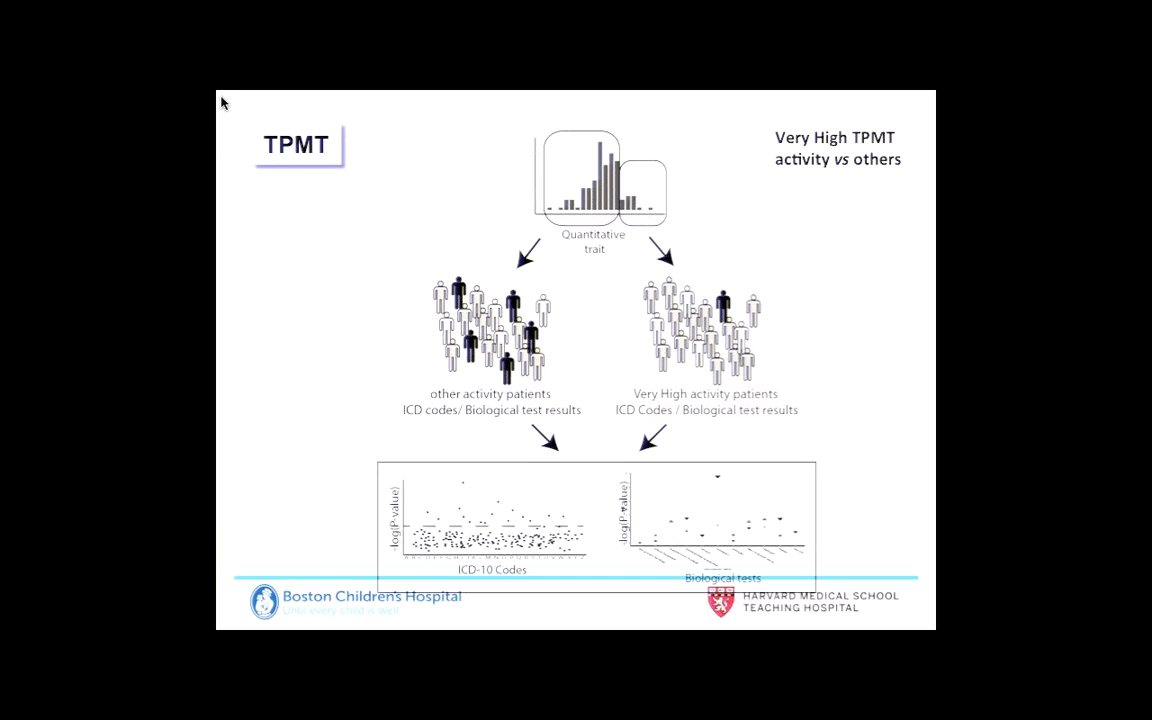 TPMT
Very High TPMT
activity vs others
Quantitative
trait
other activity patients
ICD codes/ Biological test results
Very High activity patients
ICD Codes / Biological test results
-log(P-value)
ICD-10 Codes
-log(P-value)
Biological tests
Boston Children's Hospital
Until every child is well
HARVARD MEDICAL SCHOOL
TEACHING HOSPITAL